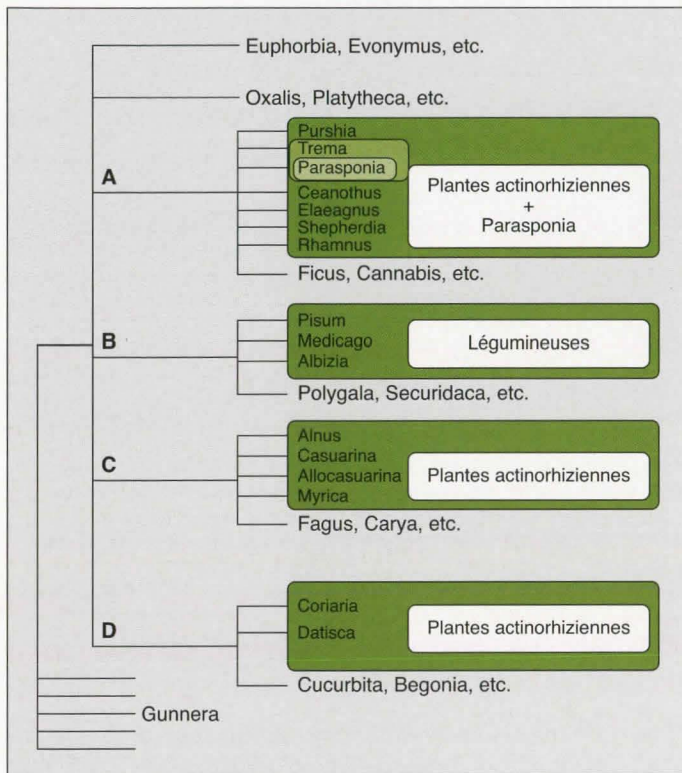 Euphorbia, Evonymus, etc.
Oxalis, Platytheca, etc.
A
Purshia
Trema
Parasponia
Ceanothus
Elaeagnus
Shepherdia
Rhamnus
Plantes actinorhiziennes
+
Parasponia
Ficus, Cannabis, etc.
B
Pisum
Medicago
Albizia
Légumineuses
Polygala, Securidaca, etc.
C
Alnus
Casuarina
Allocasuarina
Myrica
Plantes actinorhiziennes
Fagus, Carya, etc.
D
Coriaria
Datisca
Plantes actinorhiziennes
Cucurbita, Begonia, etc.
Gunnera